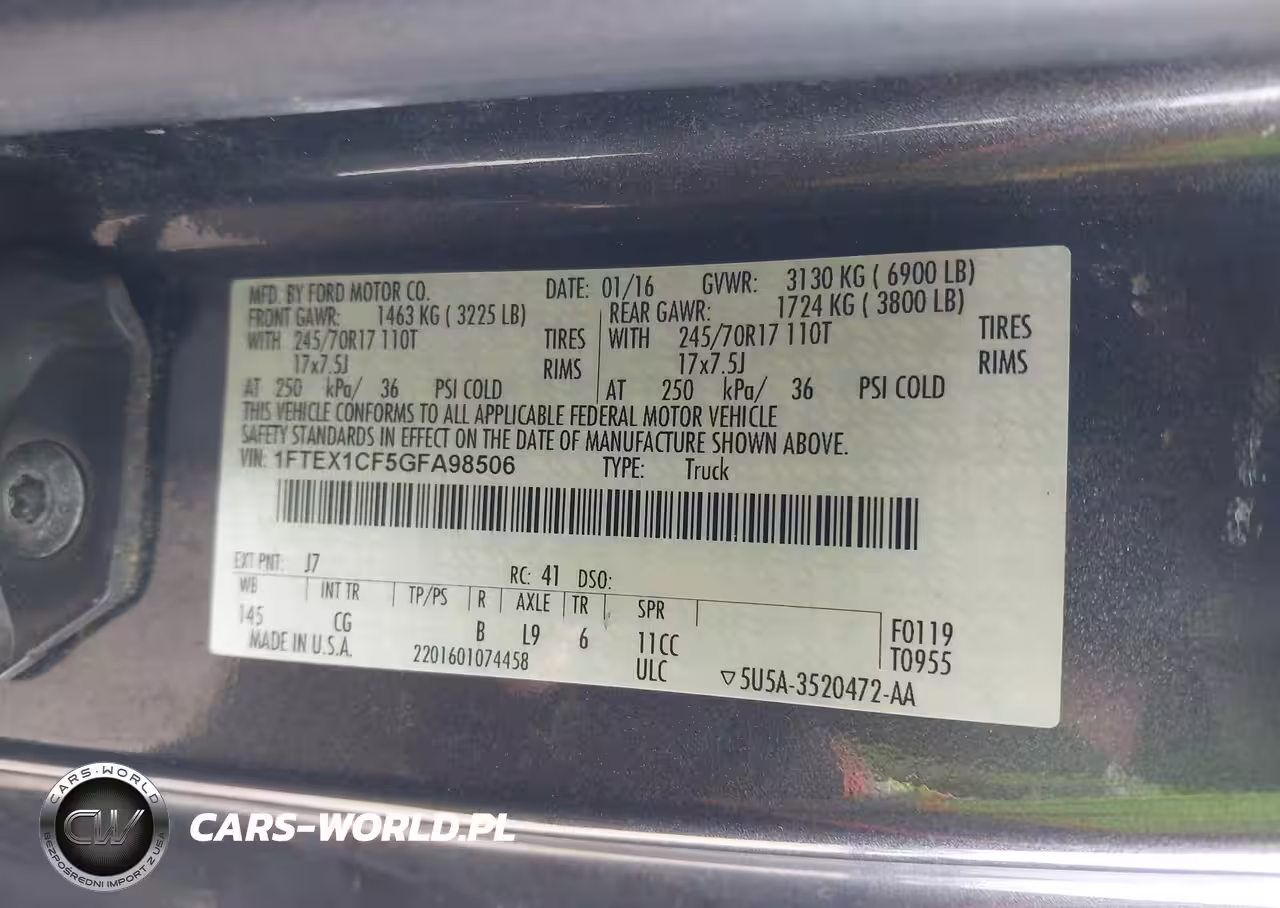 MFD. BY FORD MOTOR CO. DATE: 01/16 GVWR: 3130 KG ( 6900 LB)
FRONT GAWR: 1463 KG ( 3225 LB) REAR GAWR: 1724 KG ( 3800 LB)
WITH 245/70R17 110T TIRES WITH 245/70R17 110T TIRES
17x7.5J RIMS 17x7.5J RIMS
AT 250 kPa/ 36 PSI COLD AT 250 kPa/ 36 PSI COLD
THIS VEHICLE CONFORMS TO ALL APPLICABLE FEDERAL MOTOR VEHICLE
SAFETY STANDARDS IN EFFECT ON THE DATE OF MANUFACTURE SHOWN ABOVE.
VIN: 1FTEX1CF5GFA98506 TYPE: Truck
EXT PNT: J7 RC: 41 DSO:
WB INT TR TP/PS R AXLE TR SPR
145 CG B L9 6 11CC F0119
MADE IN U.S.A. 2201601074458 ULC T0955
▽5U5A-3520472-AA
CARS-WORLD
CW
BEZPOŚREDNI IMPORT Z USA
CARS-WORLD.PL